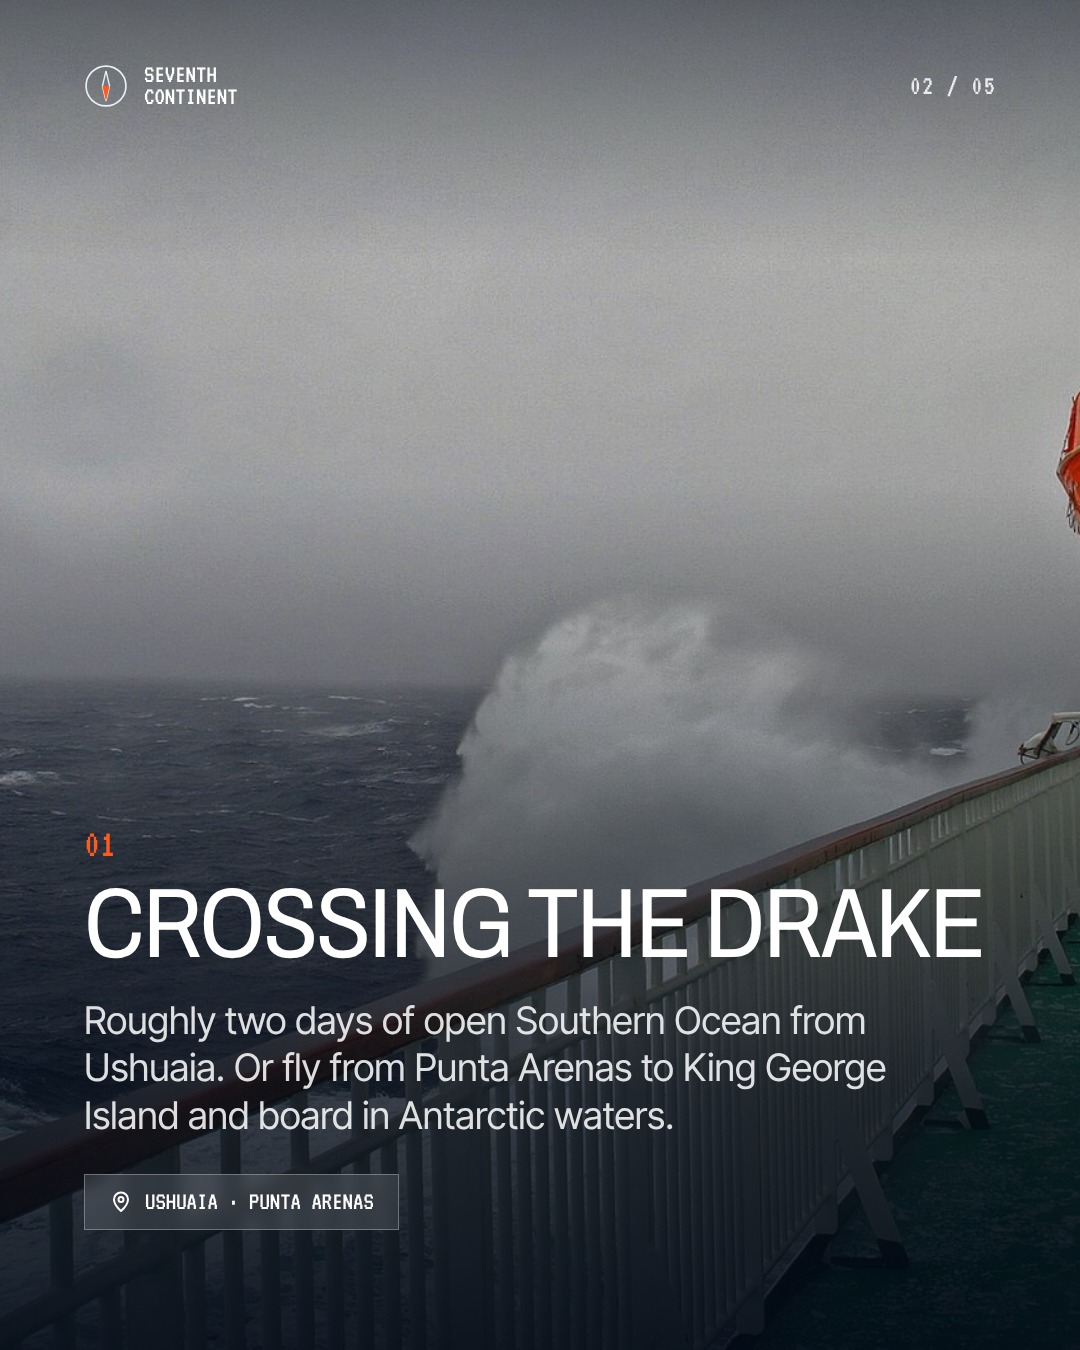 SEVENTH
CONTINENT
02 / 05
01
CROSSING THE DRAKE
Roughly two days of open Southern Ocean from
Ushuaia. Or fly from Punta Arenas to King George
Island and board in Antarctic waters.
USHUAIA · PUNTA ARENAS